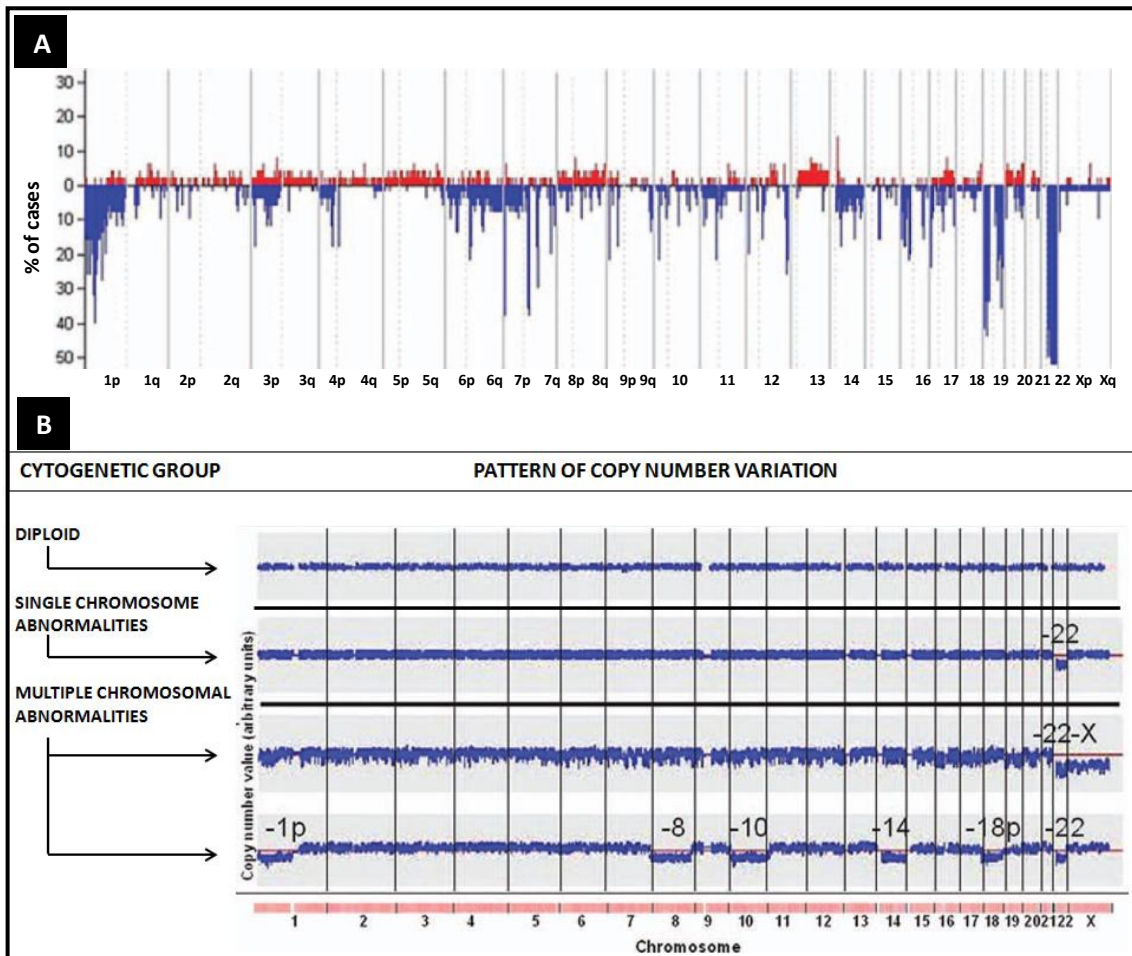 A
30
20
10
0
10
20
30
40
50
% of cases
1p 1q 2p 2q 3p 3q 4p 4q 5p 5q 6p 6q 7p 7q 8p 8q 9p 9q 10 11 12 13 14 15 16 17 18 19 20 21 22 Xp Xq
B
CYTOGENETIC GROUP PATTERN OF COPY NUMBER VARIATION
DIPLOID
SINGLE CHROMOSOME
ABNORMALITIES
MULTIPLE CHROMOSOMAL
ABNORMALITIES
Copy number value (arbitrary units)
-22
-22-X
-1p -8 -10 -14 -18p -22
1 2 3 4 5 6 7 8 9 10 11 12 13 14 15 16 17 18 19 20 21 22 X
Chromosome